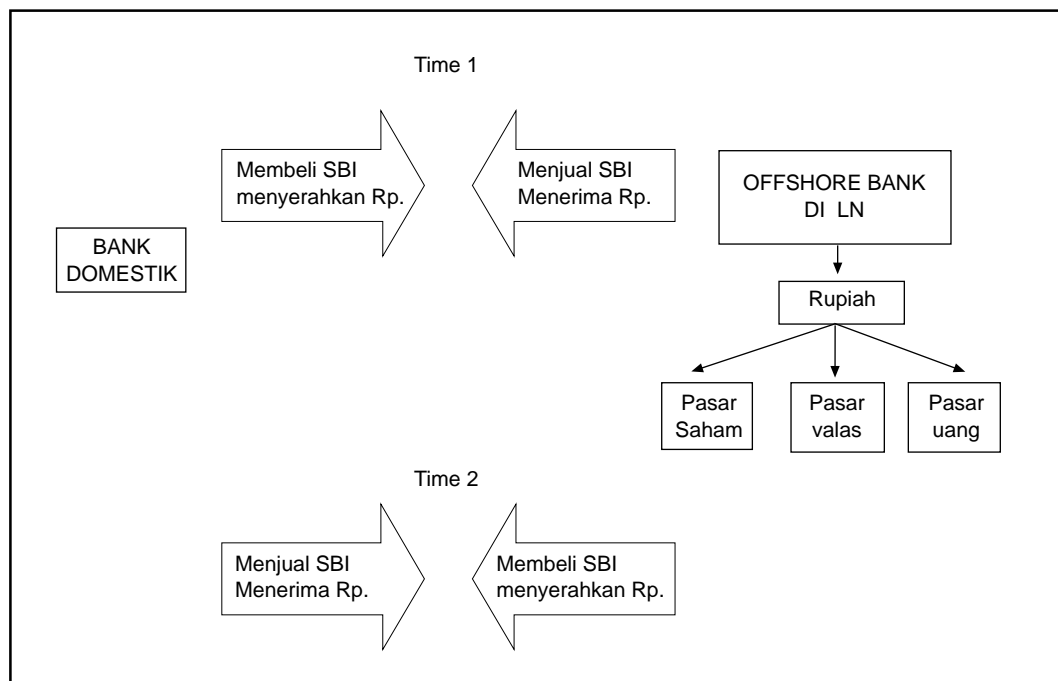 Time 1
Membeli SBI
menyerahkan Rp.
Menjual SBI
Menerima Rp.
OFFSHORE BANK
DI LN
BANK
DOMESTIK
Rupiah
Pasar
Saham
Pasar
valas
Pasar
uang
Time 2
Menjual SBI
Menerima Rp.
Membeli SBI
menyerahkan Rp.